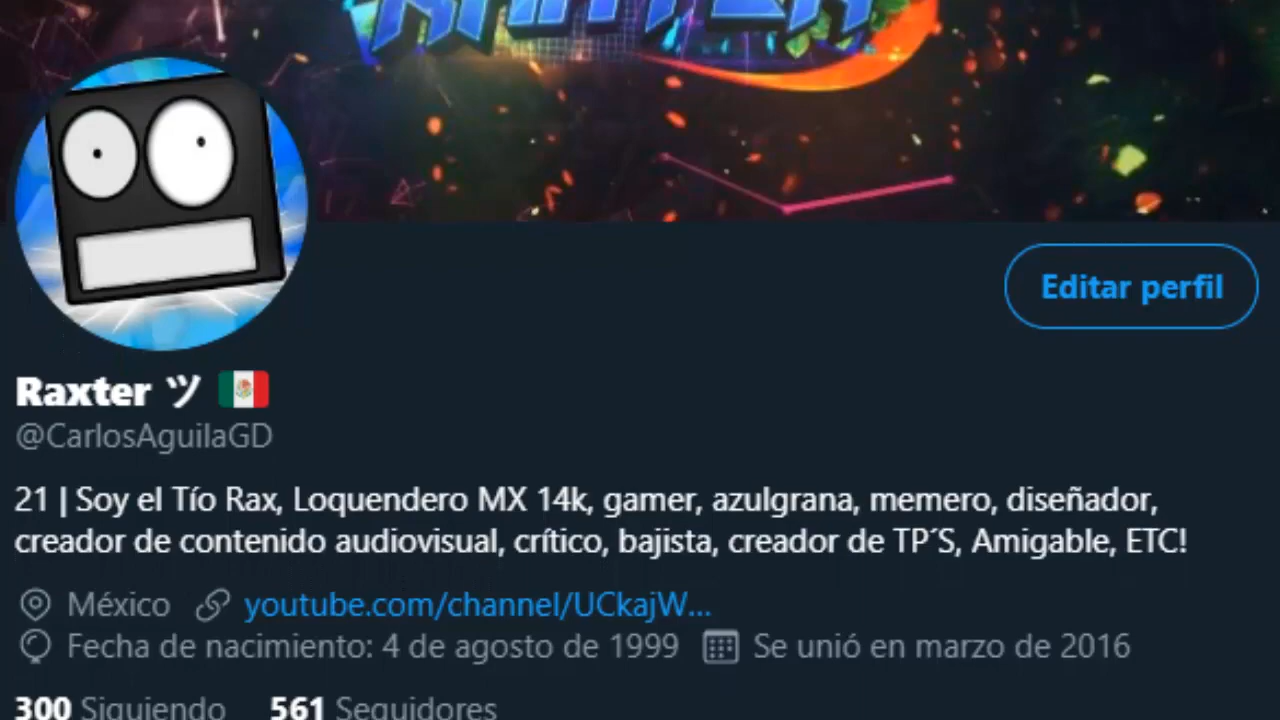 Editar perfil
Raxter ツ
@CarlosAguilaGD
21 | Soy el Tío Rax, Loquendero MX 14k, gamer, azulgrana, memero, diseñador,
creador de contenido audiovisual, crítico, bajista, creador de TP´S, Amigable, ETC!
México youtube.com/channel/UCkajW...
Fecha de nacimiento: 4 de agosto de 1999 Se unió en marzo de 2016
300 Siguiendo 561 Seguidores